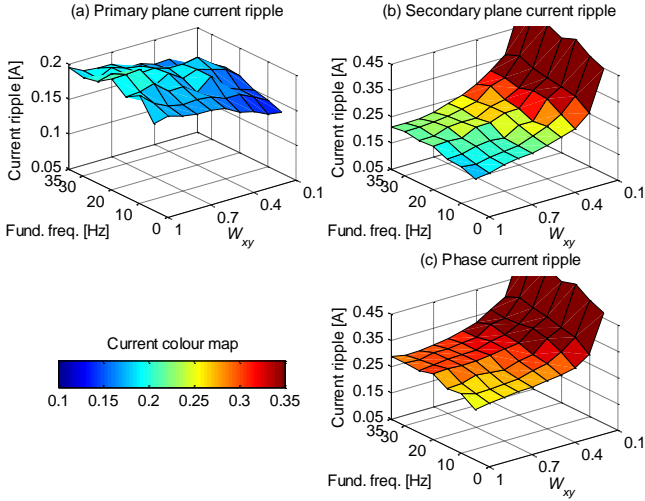 (a) Primary plane current ripple
Current ripple [A]
0.2
0.15
0.1
0.05
35
30
20
10
0
Fund. freq. [Hz]
1
0.7
0.4
0.1
Wxy
(b) Secondary plane current ripple
Current ripple [A]
0.45
0.35
0.25
0.15
0.05
35
30
20
10
0
Fund. freq. [Hz]
1
0.7
0.4
0.1
Wxy
(c) Phase current ripple
Current ripple [A]
0.45
0.35
0.25
0.15
0.05
35
30
20
10
0
Fund. freq. [Hz]
1
0.7
0.4
0.1
Wxy
Current colour map
0.1 0.15 0.2 0.25 0.3 0.35